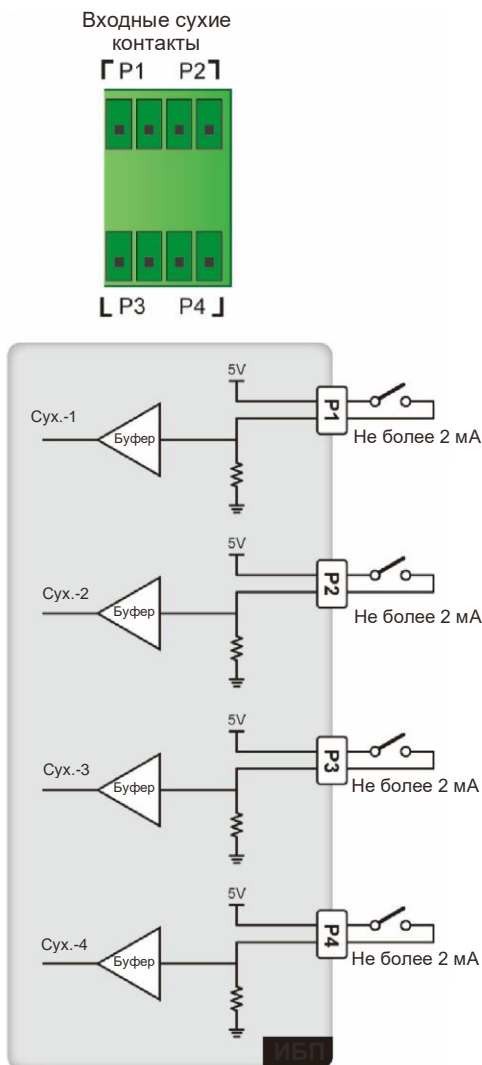 Входные сухие
контакты
P1 P2
P3 P4
5V
P1
Сух.-1
Буфер
Не более 2 мА
5V
P2
Сух.-2
Буфер
Не более 2 мА
5V
P3
Сух.-3
Буфер
Не более 2 мА
5V
P4
Сух.-4
Буфер
Не более 2 мА
ИБП